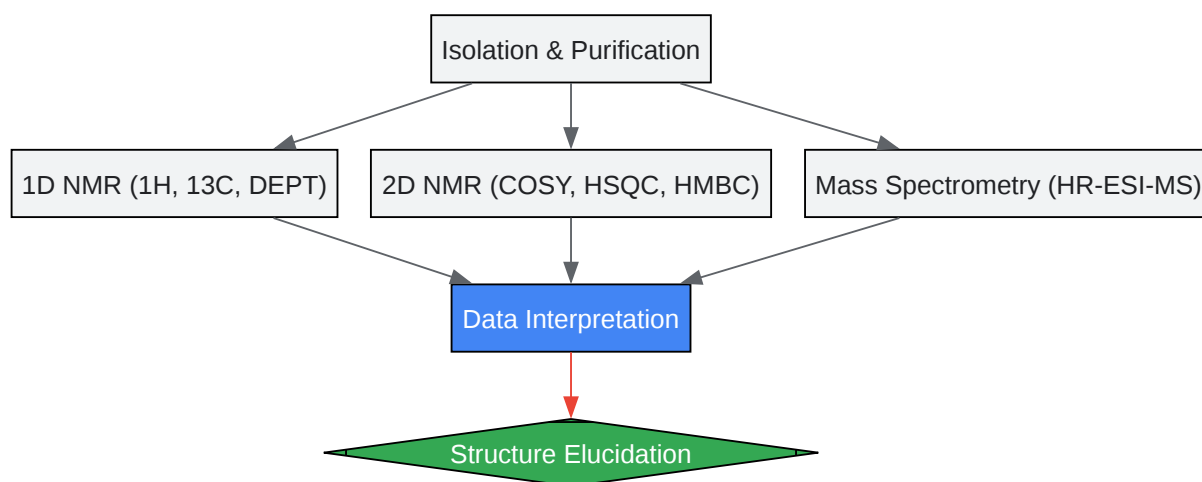 Isolation & Purification
1D NMR (1H, 13C, DEPT)
2D NMR (COSY, HSQC, HMBC)
Mass Spectrometry (HR-ESI-MS)
Data Interpretation
Structure Elucidation